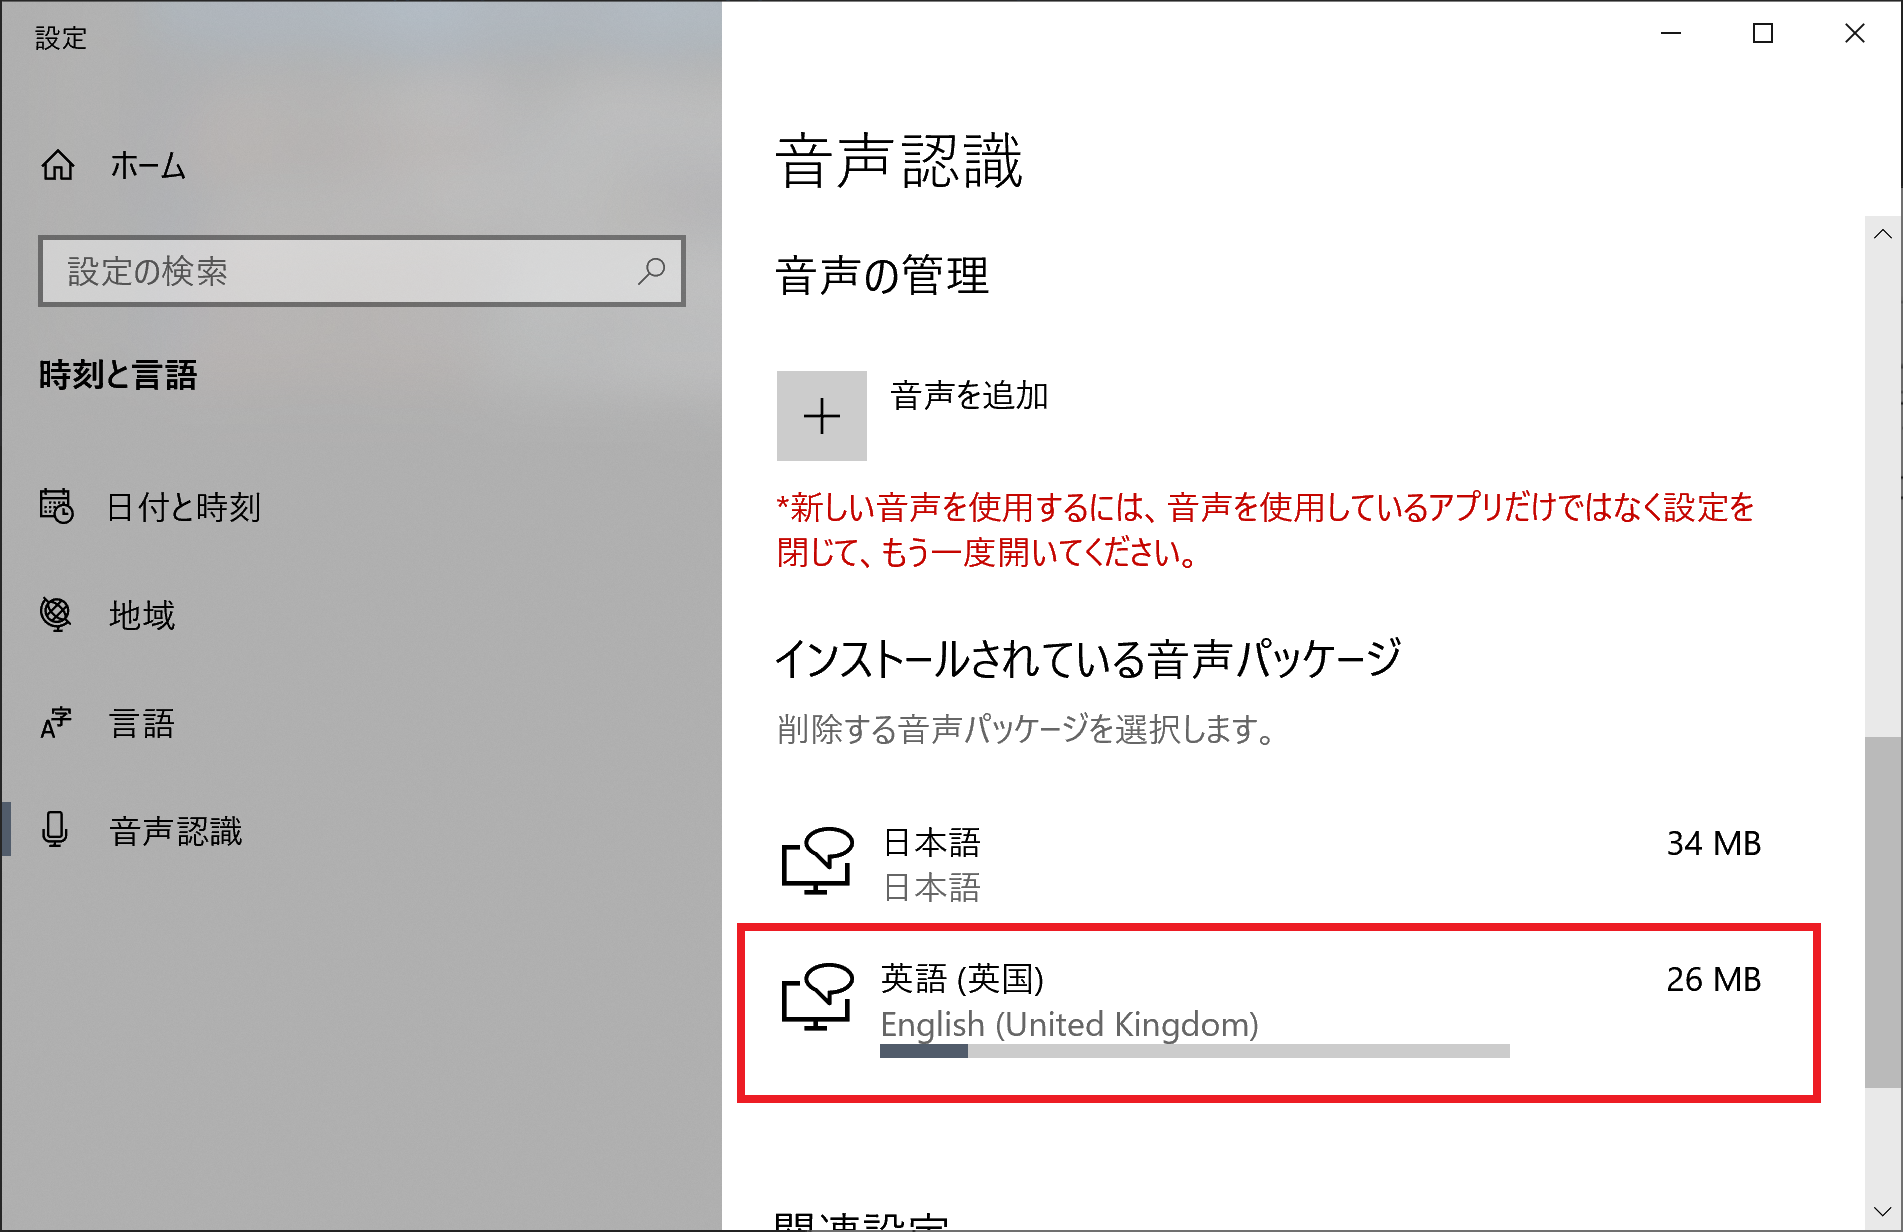 設定
ホーム
設定の検索
時刻と言語
日付と時刻
地域
言語
音声認識
音声認識
音声の管理
音声を追加
*新しい音声を使用するには、音声を使用しているアプリだけではなく設定を
閉じて、もう一度開いてください。
インストールされている音声パッケージ
削除する音声パッケージを選択します。
日本語 34 MB
日本語
英語 (英国) 26 MB
English (United Kingdom)
関連設定